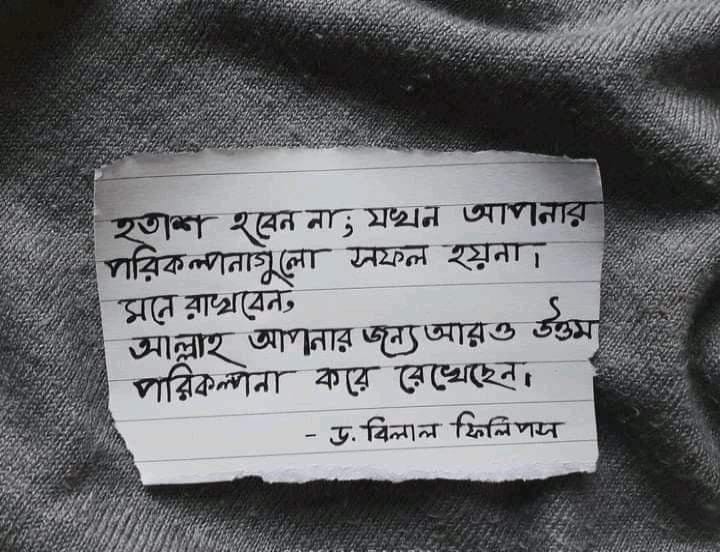 হতাশ হবেন না; যখন আপনার
পরিকল্পনাগুলো সফল হয়না।
মনে রাখবেন,
আল্লাহ আপনার জন্য আরও উত্তম
পরিকল্পনা করে রেখেছেন।
- ড. বিলাল ফিলিপস